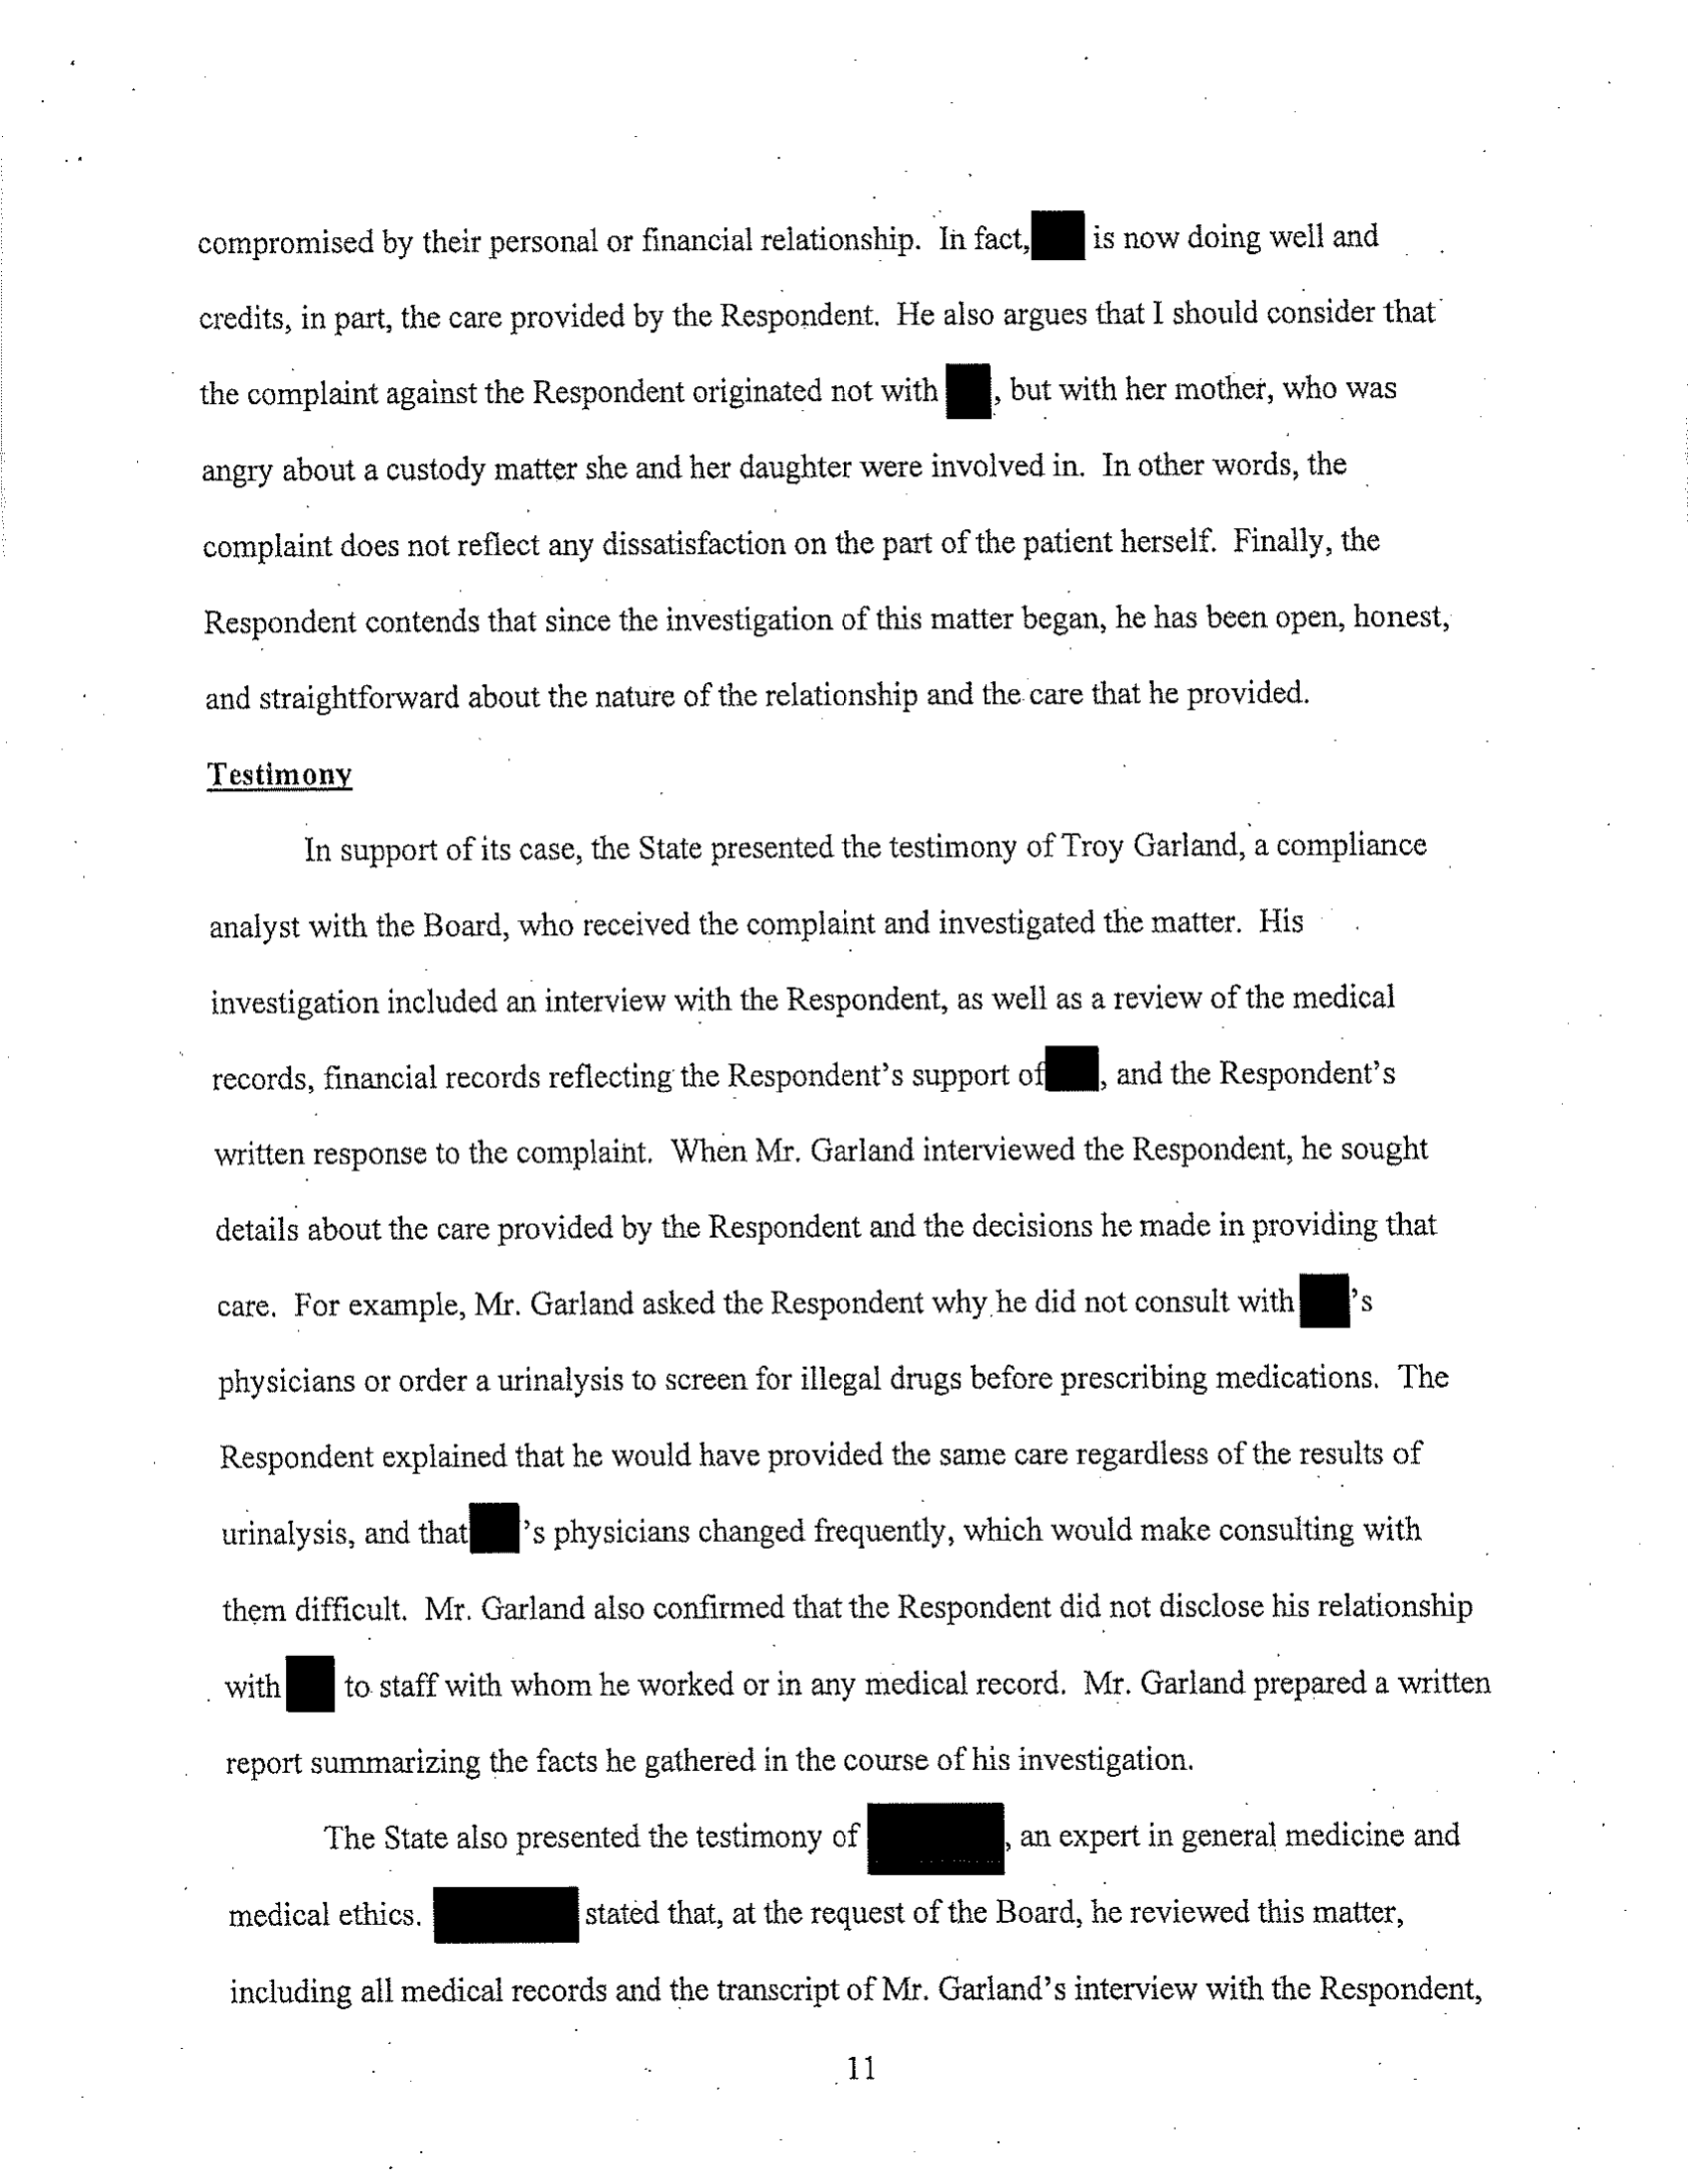 compromised by their personal or financial relationship. In fact, is now doing well and
credits, in part, the care provided by the Respondent. He also argues that I should consider that
the complaint against the Respondent originated not with , but with her mother, who was
angry about a custody matter she and her daughter were involved in. In other words, the
complaint does not reflect any dissatisfaction on the part of the patient herself. Finally, the
Respondent contends that since the investigation of this matter began, he has been open, honest,
and straightforward about the nature of the relationship and the care that he provided.
Testimony
In support of its case, the State presented the testimony of Troy Garland, a compliance
analyst with the Board, who received the complaint and investigated the matter. His
investigation included an interview with the Respondent, as well as a review of the medical
records, financial records reflecting the Respondent's support of , and the Respondent's
written response to the complaint. When Mr. Garland interviewed the Respondent, he sought
details about the care provided by the Respondent and the decisions he made in providing that
care. For example, Mr. Garland asked the Respondent why he did not consult with 's
physicians or order a urinalysis to screen for illegal drugs before prescribing medications. The
Respondent explained that he would have provided the same care regardless of the results of
urinalysis, and that 's physicians changed frequently, which would make consulting with
them difficult. Mr. Garland also confirmed that the Respondent did not disclose his relationship
with to staff with whom he worked or in any medical record. Mr. Garland prepared a written
report summarizing the facts he gathered in the course of his investigation.
The State also presented the testimony of , an expert in general medicine and
medical ethics. stated that, at the request of the Board, he reviewed this matter,
including all medical records and the transcript of Mr. Garland's interview with the Respondent,
11